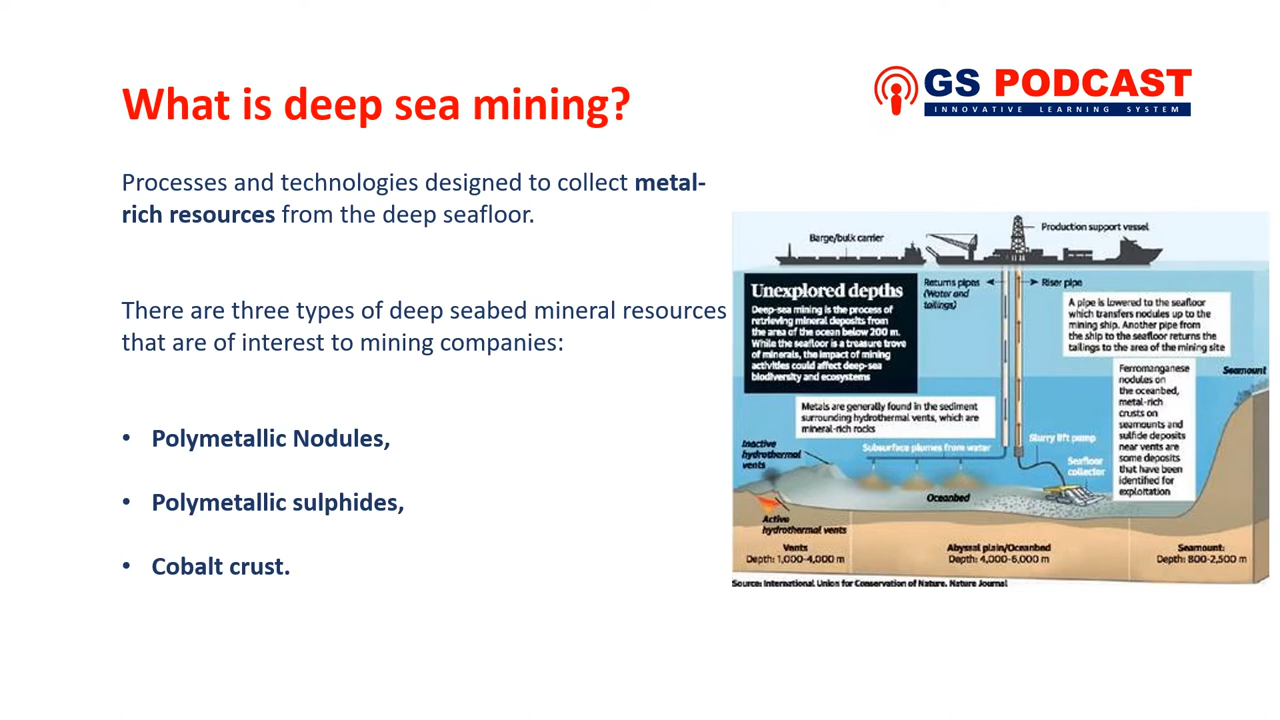 What is deep sea mining?
GS PODCAST
INNOVATIVE LEARNING SYSTEM
Processes and technologies designed to collect metal-
rich resources from the deep seafloor.
There are three types of deep seabed mineral resources
that are of interest to mining companies:
• Polymetallic Nodules,
• Polymetallic sulphides,
• Cobalt crust.
Barge/bulk carrier
Production support vessel
Returns pipes
(Water and
tailings)
Riser pipe
Unexplored depths
Deep-sea mining is the process of
retrieving mineral deposits from
the area of the ocean below 200 m.
While the seafloor is a treasure trove
of minerals, the impact of mining
activities could affect deep-sea
biodiversity and ecosystems
A pipe is lowered to the seafloor
which transfers nodules up to the
mining ship. Another pipe from
the ship to the seafloor returns the
tailings to the area of the mining site
Seamount
Ferromanganese
nodules on
the oceanbed,
metal-rich
crusts on
seamounts and
sulfide deposits
near vents are
some deposits
that have been
identified for
exploitation
Metals are generally found in the sediment
surrounding hydrothermal vents, which are
mineral-rich rocks
Inactive
hydrothermal
vents
Subsurface plumes from water
Slurry lift pump
Seafloor
collector
Oceanbed
Active
hydrothermal vents
Vents
Depth: 1,000-4,000 m
Abyssal plain/Oceanbed
Depth: 4,000-6,000 m
Seamount:
Depth: 800-2,500 m
Source: International Union for Conservation of Nature, Nature Journal